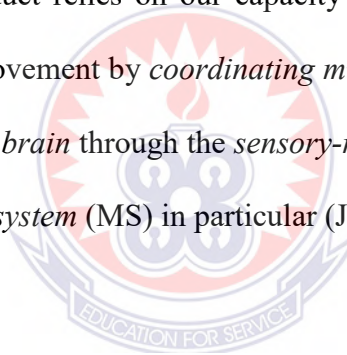 duct relies on our capacity
ovement by coordinating m
brain through the sensory-
system (MS) in particular (J
EDUCATION FOR SERVICE